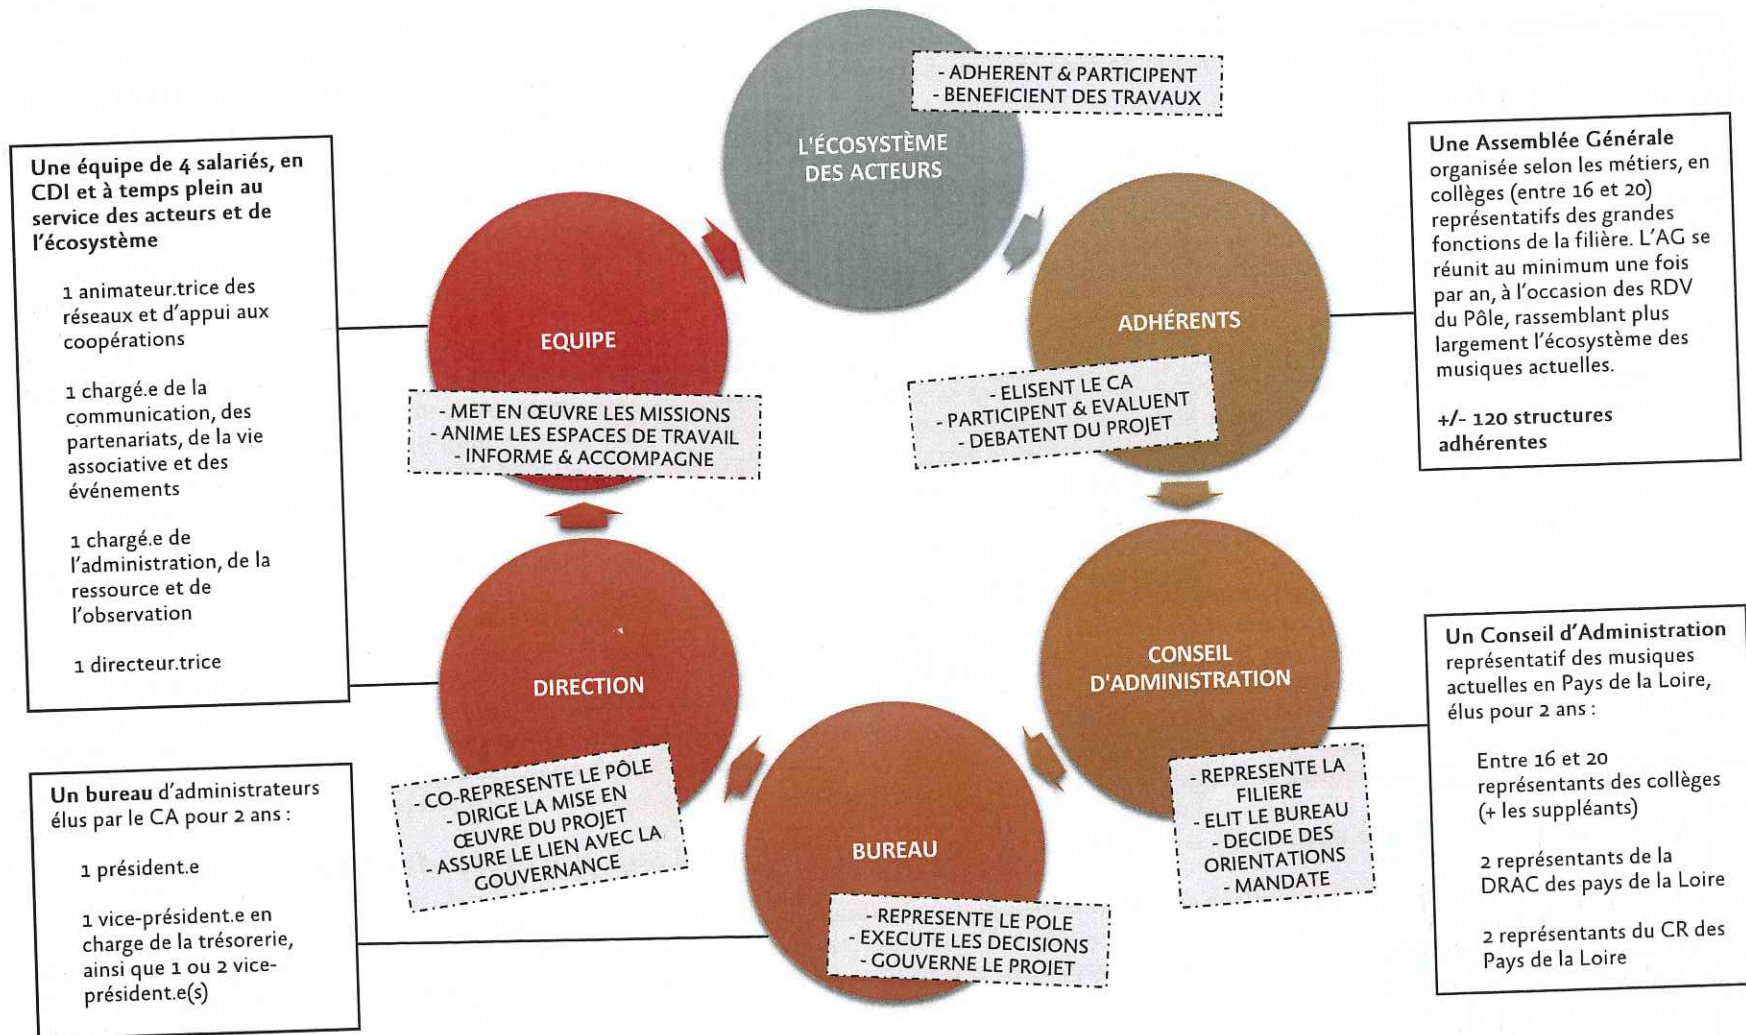 L'ÉCOSYSTÈME
DES ACTEURS
- ADHERENT & PARTICIPENT
- BENEFICIENT DES TRAVAUX
ADHÉRENTS
- ELISENT LE CA
- PARTICIPENT & EVALUENT
- DEBATENT DU PROJET
Une Assemblée Générale
organisée selon les métiers, en
collèges (entre 16 et 20)
représentatifs des grandes
fonctions de la filière. L'AG se
réunit au minimum une fois
par an, à l'occasion des RDV
du Pôle, rassemblant plus
largement l'écosystème des
musiques actuelles.
+/- 120 structures
adhérentes
CONSEIL
D'ADMINISTRATION
- REPRESENTE LA
FILIERE
- ELIT LE BUREAU
- DECIDE DES
ORIENTATIONS
- MANDATE
Un Conseil d'Administration
représentatif des musiques
actuelles en Pays de la Loire,
élus pour 2 ans :
Entre 16 et 20
représentants des collèges
(+ les suppléants)
2 représentants de la
DRAC des pays de la Loire
2 représentants du CR des
Pays de la Loire
BUREAU
- REPRESENTE LE POLE
- EXECUTE LES DECISIONS
- GOUVERNE LE PROJET
Un bureau d'administrateurs
élus par le CA pour 2 ans :
1 président.e
1 vice-président.e en
charge de la trésorerie,
ainsi que 1 ou 2 vice-
président.e(s)
DIRECTION
- CO-REPRESENTE LE PÔLE
- DIRIGE LA MISE EN
ŒUVRE DU PROJET
- ASSURE LE LIEN AVEC LA
GOUVERNANCE
EQUIPE
- MET EN ŒUVRE LES MISSIONS
- ANIME LES ESPACES DE TRAVAIL
- INFORME & ACCOMPAGNE
Une équipe de 4 salariés, en
CDI et à temps plein au
service des acteurs et de
l'écosystème
1 animateur.trice des
réseaux et d'appui aux
coopérations
1 chargé.e de la
communication, des
partenariats, de la vie
associative et des
événements
1 chargé.e de
l'administration, de la
ressource et de
l'observation
1 directeur.trice